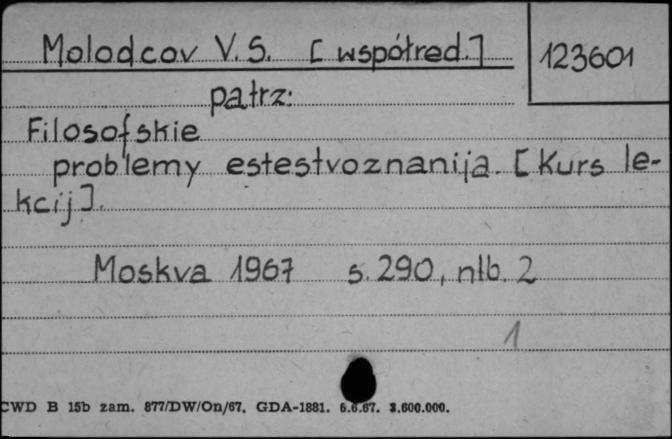 Molodcov V. S. [współred.]
123601
patrz:
Filosofskie
problemy estestvoznanija. [Kurs le-
kcij].
Moskva 1967 s. 290, nlb. 2
1
CWD B 15b zam. 877/DW/On/67. GDA-1881. 6.6.67. 3.600.000.